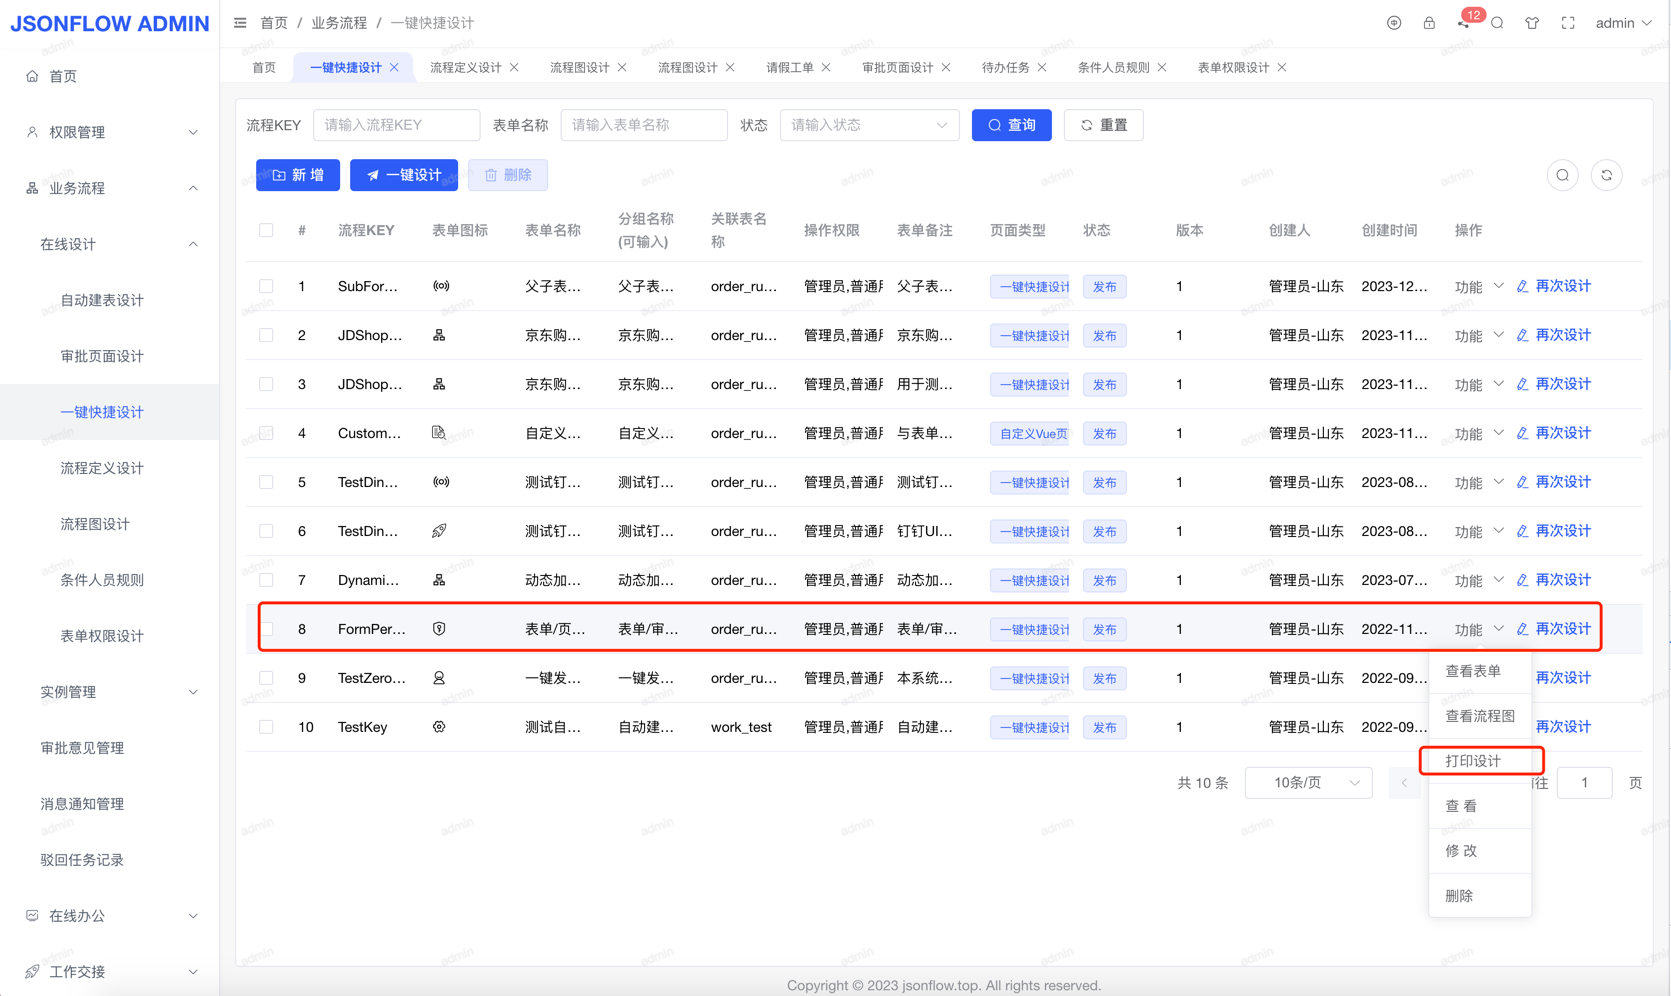 JSONFLOW ADMIN
首页 / 业务流程 / 一键快捷设计
12
admin
首页
一键快捷设计
流程定义设计
流程图设计
流程图设计
请假工单
审批页面设计
待办任务
条件人员规则
表单权限设计
首页
权限管理
业务流程
在线设计
自动建表设计
审批页面设计
一键快捷设计
流程定义设计
流程图设计
条件人员规则
表单权限设计
实例管理
审批意见管理
消息通知管理
驳回任务记录
在线办公
工作交接
流程KEY 请输入流程KEY 表单名称 请输入表单名称 状态 请输入状态 查询 重置
新 增 一键设计 删除
# 流程KEY 表单图标 表单名称 分组名称(可输入) 关联表名称 操作权限 表单备注 页面类型 状态 版本 创建人 创建时间 操作
1 SubFor... 父子表... 父子表... order_ru... 管理员,普通用 父子表... 一键快捷设计 发布 1 管理员-山东 2023-12... 功能 再次设计
2 JDShop... 京东购... 京东购... order_ru... 管理员,普通用 京东购... 一键快捷设计 发布 1 管理员-山东 2023-11... 功能 再次设计
3 JDShop... 京东购... 京东购... order_ru... 管理员,普通用 用于测... 一键快捷设计 发布 1 管理员-山东 2023-11... 功能 再次设计
4 Custom... 自定义... 自定义... order_ru... 管理员,普通用 与表单... 自定义Vue页 发布 1 管理员-山东 2023-11... 功能 再次设计
5 TestDin... 测试钉... 测试钉... order_ru... 管理员,普通用 测试钉... 一键快捷设计 发布 1 管理员-山东 2023-08... 功能 再次设计
6 TestDin... 测试钉... 测试钉... order_ru... 管理员,普通用 钉钉UI... 一键快捷设计 发布 1 管理员-山东 2023-08... 功能 再次设计
7 Dynami... 动态加... 动态加... order_ru... 管理员,普通用 动态加... 一键快捷设计 发布 1 管理员-山东 2023-07... 功能 再次设计
8 FormPer... 表单/页... 表单/审... order_ru... 管理员,普通用 表单/审... 一键快捷设计 发布 1 管理员-山东 2022-11... 功能 再次设计
9 TestZero... 一键发... 一键发... order_ru... 管理员,普通用 本系统... 一键快捷设计 发布 1 管理员-山东 2022-09... 再次设计
10 TestKey 测试自... 自动建... work_test 管理员,普通用 自动建... 一键快捷设计 发布 1 管理员-山东 2022-09... 再次设计
查看表单
查看流程图
打印设计
查 看
修 改
删除
共 10 条 10条/页 往 1 页
Copyright © 2023 jsonflow.top. All rights reserved.